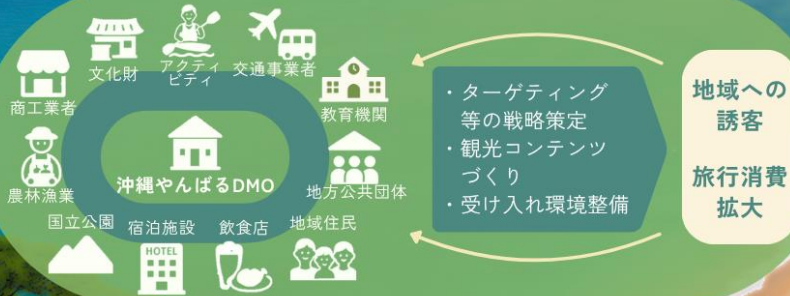 文化財
アクティ
ビティ
交通事業者
商工業者
教育機関
農林漁業
沖縄やんばるDMO
地方公共団体
国立公園
宿泊施設
飲食店
地域住民
HOTEL
・ターゲティング
等の戦略策定
・観光コンテンツ
づくり
・受け入れ環境整備
地域への
誘客
旅行消費
拡大